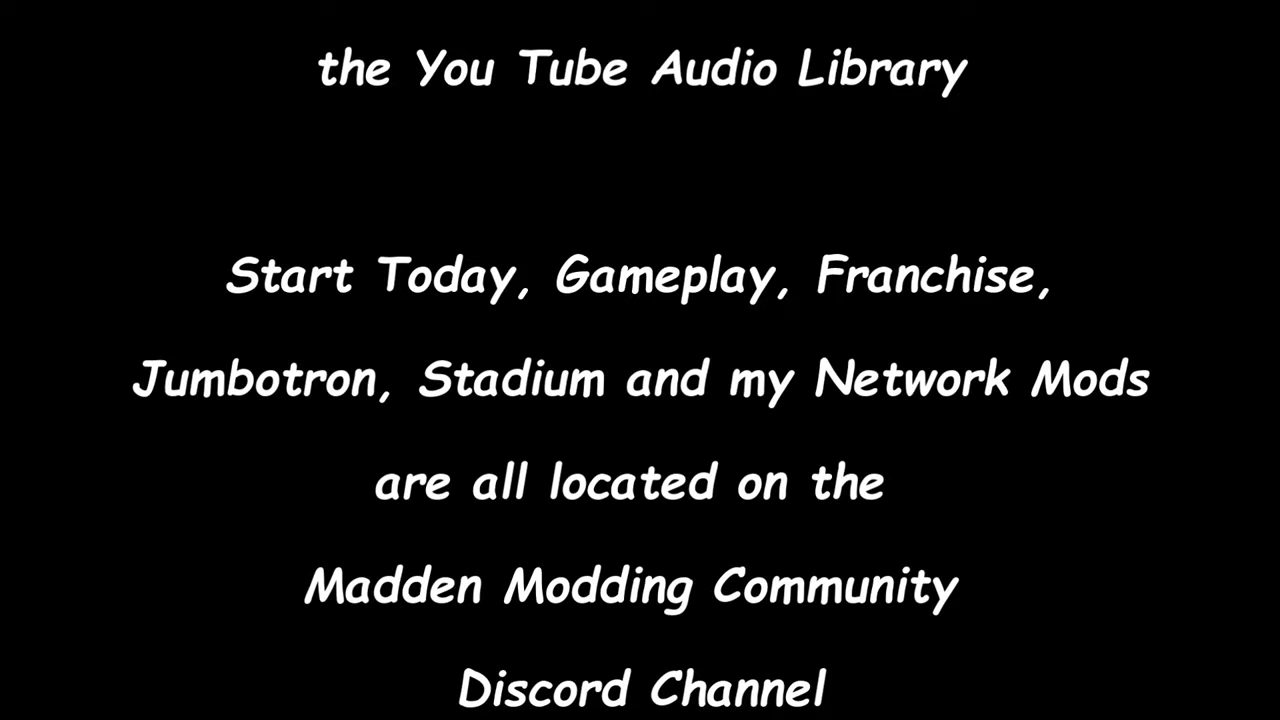 the You Tube Audio Library
Start Today, Gameplay, Franchise,
Jumbotron, Stadium and my Network Mods
are all located on the
Madden Modding Community
Discord Channel